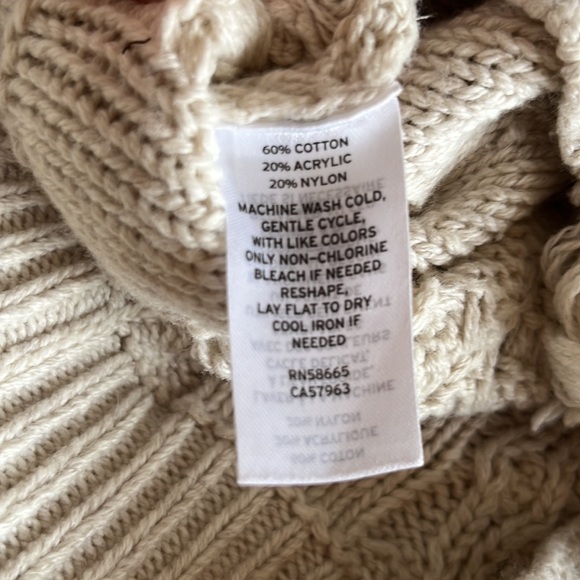 60% COTTON
20% ACRYLIC
20% NYLON
MACHINE WASH COLD,
GENTLE CYCLE,
WITH LIKE COLORS
ONLY NON-CHLORINE
BLEACH IF NEEDED
RESHAPE,
LAY FLAT TO DRY
COOL IRON IF
NEEDED
RN58665
CA57963